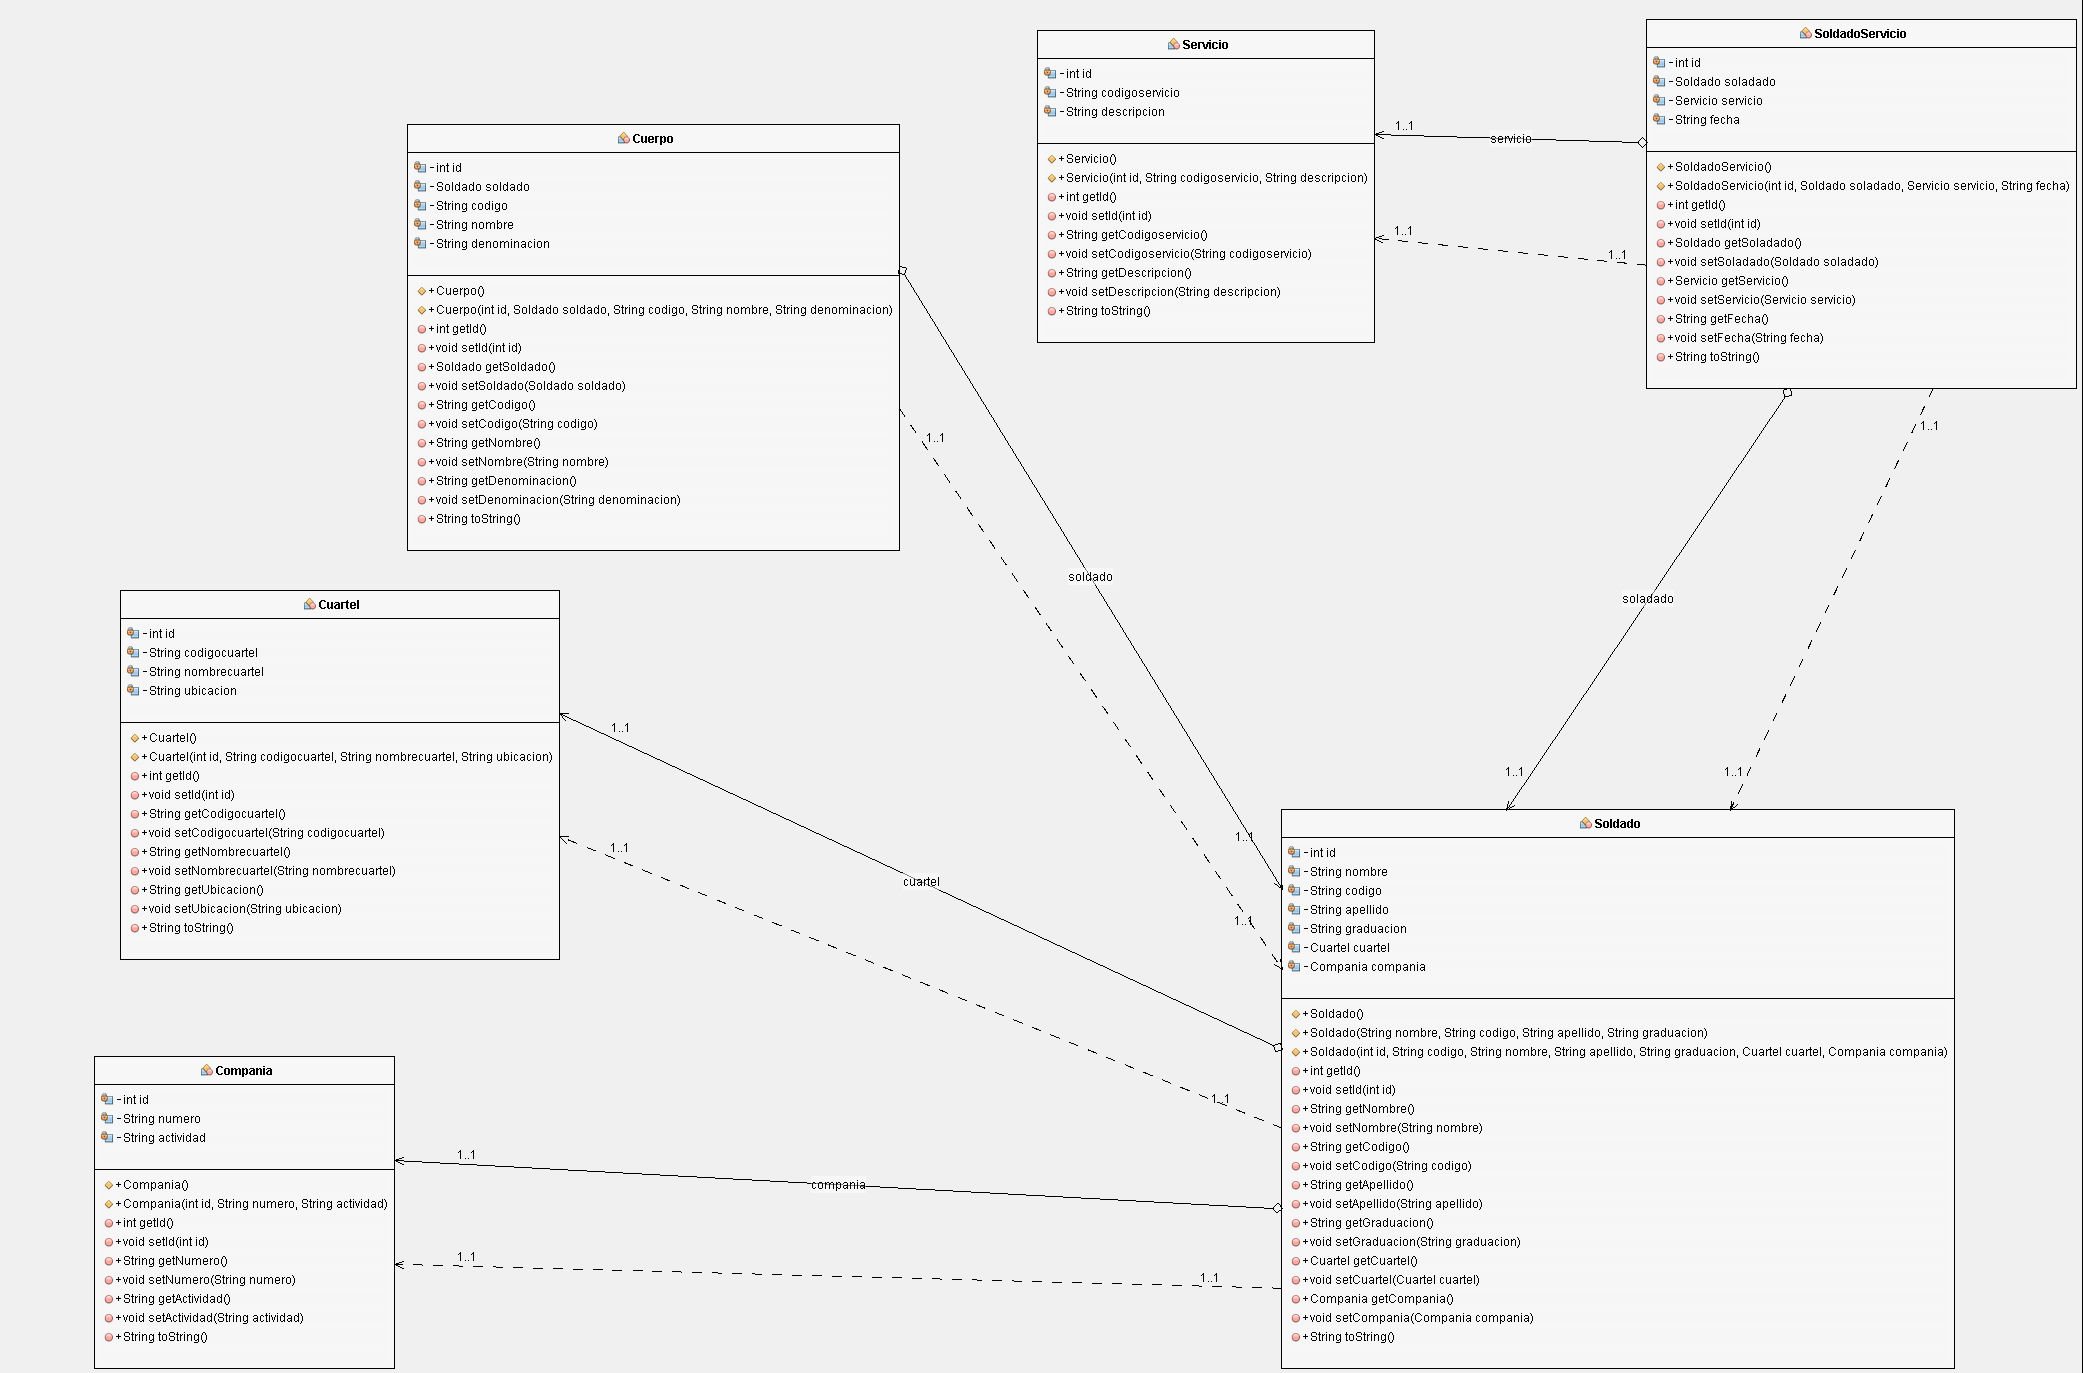 Servicio
-int id
-String codigoservicio
-String descripcion
+Servicio()
+Servicio(int id, String codigoservicio, String descripcion)
+int getId()
+void setId(int id)
+String getCodigoservicio()
+void setCodigoservicio(String codigoservicio)
+String getDescripcion()
+void setDescripcion(String descripcion)
+String toString()
SoldadoServicio
-int id
-Soldado soladado
-Servicio servicio
-String fecha
+SoldadoServicio()
+SoldadoServicio(int id, Soldado soladado, Servicio servicio, String fecha)
+int getId()
+void setId(int id)
+Soldado getSoladado()
+void setSoladado(Soldado soladado)
+Servicio getServicio()
+void setServicio(Servicio servicio)
+String getFecha()
+void setFecha(String fecha)
+String toString()
1..1
servicio
1..1
1..1
Cuerpo
-int id
-Soldado soldado
-String codigo
-String nombre
-String denominacion
+Cuerpo()
+Cuerpo(int id, Soldado soldado, String codigo, String nombre, String denominacion)
+int getId()
+void setId(int id)
+Soldado getSoldado()
+void setSoldado(Soldado soldado)
+String getCodigo()
+void setCodigo(String codigo)
+String getNombre()
+void setNombre(String nombre)
+String getDenominacion()
+void setDenominacion(String denominacion)
+String toString()
1..1
soldado
1..1
1..1
1..1
soladado
1..1
1..1
Cuartel
-int id
-String codigocuartel
-String nombrecuartel
-String ubicacion
+Cuartel()
+Cuartel(int id, String codigocuartel, String nombrecuartel, String ubicacion)
+int getId()
+void setId(int id)
+String getCodigocuartel()
+void setCodigocuartel(String codigocuartel)
+String getNombrecuartel()
+void setNombrecuartel(String nombrecuartel)
+String getUbicacion()
+void setUbicacion(String ubicacion)
+String toString()
1..1
cuartel
1..1
1..1
Soldado
-int id
-String nombre
-String codigo
-String apellido
-String graduacion
-Cuartel cuartel
-Compania compania
+Soldado()
+Soldado(String nombre, String codigo, String apellido, String graduacion)
+Soldado(int id, String codigo, String nombre, String apellido, String graduacion, Cuartel cuartel, Compania compania)
+int getId()
+void setId(int id)
+String getNombre()
+void setNombre(String nombre)
+String getCodigo()
+void setCodigo(String codigo)
+String getApellido()
+void setApellido(String apellido)
+String getGraduacion()
+void setGraduacion(String graduacion)
+Cuartel getCuartel()
+void setCuartel(Cuartel cuartel)
+Compania getCompania()
+void setCompania(Compania compania)
+String toString()
Compania
-int id
-String numero
-String actividad
+Compania()
+Compania(int id, String numero, String actividad)
+int getId()
+void setId(int id)
+String getNumero()
+void setNumero(String numero)
+String getActividad()
+void setActividad(String actividad)
+String toString()
1..1
compania
1..1
1..1